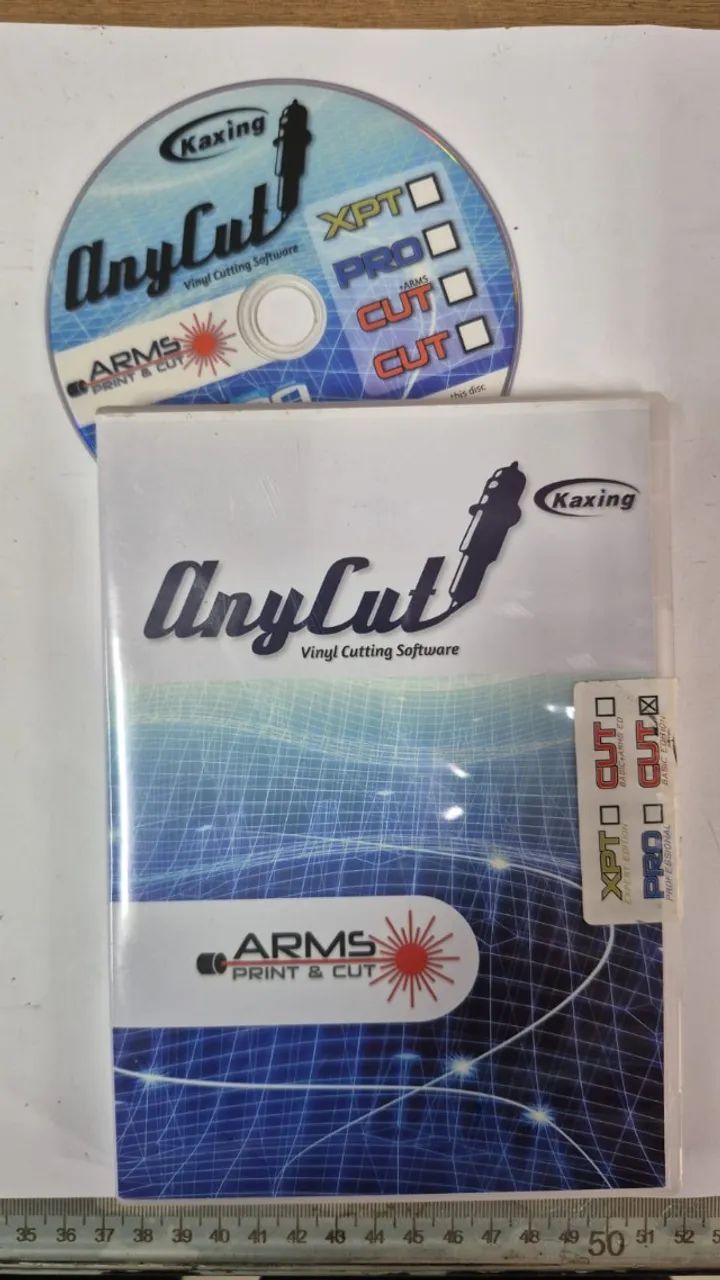 Kaxing
AnyCut
Vinyl Cutting Software
XPT
PRO
+ARMS
CUT
CUT
ARMS
PRINT & CUT
this disc
Kaxing
AnyCut
Vinyl Cutting Software
CUT
BASIC+ARMS ED
CUT
BASIC EDITION
XPT
EXPERT EDITION
PRO
PROFESSIONAL
ARMS
PRINT & CUT
35 36 37 38 39 40 41 42 43 44 45 46 47 48 49 50 51 52